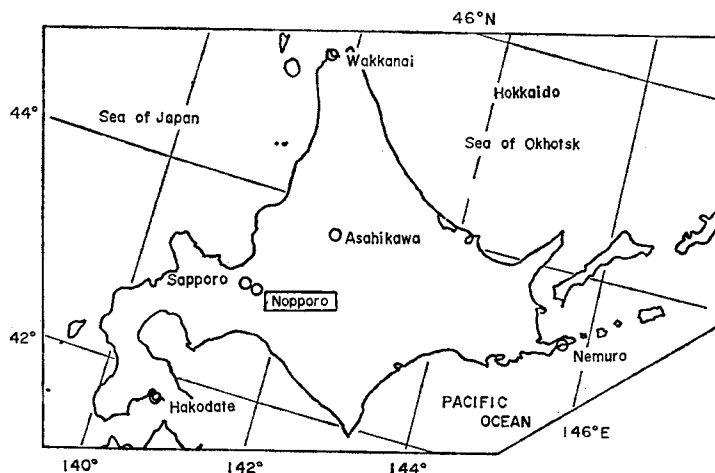 46°N
Wakkanai
Hokkaido
44°
Sea of Japan
Sea of Okhotsk
Asahikawa
Sapporo
Nopporo
42°
Nemuro
Hakodate
PACIFIC
OCEAN
146°E
140°
142°
144°